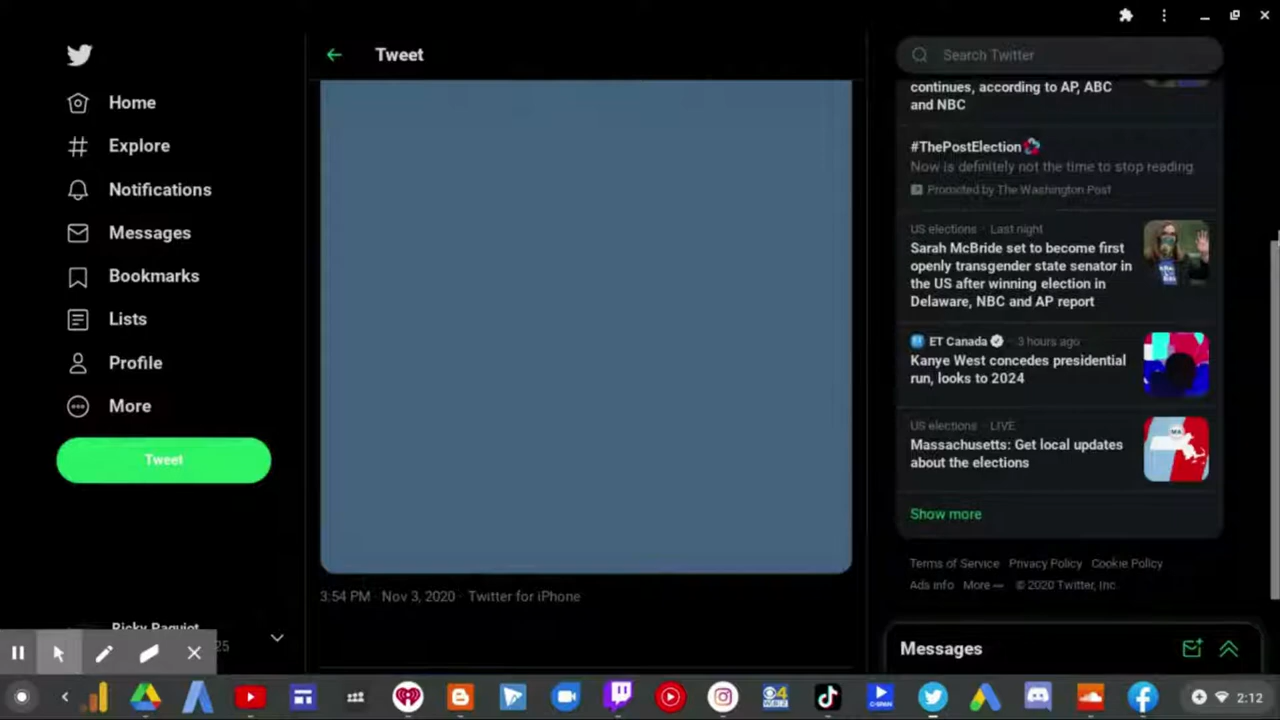 Home
Explore
Notifications
Messages
Bookmarks
Lists
Profile
More
Tweet
Tweet
3:54 PM · Nov 3, 2020 · Twitter for iPhone
Search Twitter
continues, according to AP, ABC
and NBC
#ThePostElection
Now is definitely not the time to stop reading.
Promoted by The Washington Post
US elections · Last night
Sarah McBride set to become first
openly transgender state senator in
the US after winning election in
Delaware, NBC and AP report
ET Canada · 3 hours ago
Kanye West concedes presidential
run, looks to 2024
US elections · LIVE
Massachusetts: Get local updates
about the elections
Show more
Terms of Service Privacy Policy Cookie Policy
Ads info More © 2020 Twitter, Inc.
Messages
25
2:12